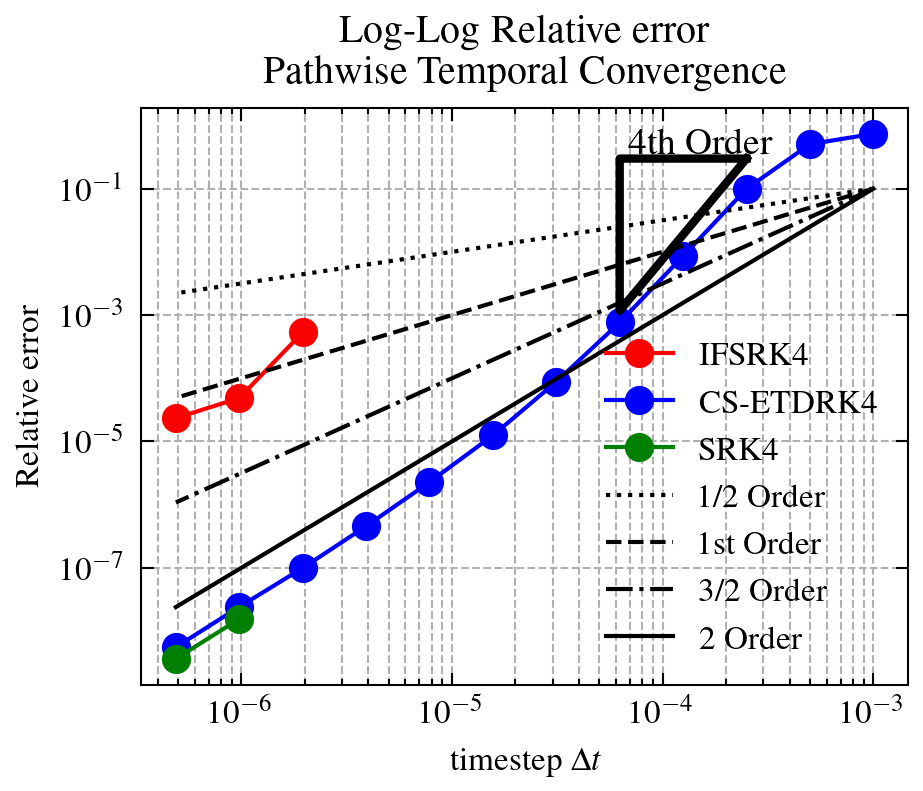 Log-Log Relative error
Pathwise Temporal Convergence
4th Order
10⁻¹
10⁻³
10⁻⁵
10⁻⁷
Relative error
IFSRK4
CS-ETDRK4
SRK4
1/2 Order
1st Order
3/2 Order
2 Order
10⁻⁶
10⁻⁵
10⁻⁴
10⁻³
timestep Δt